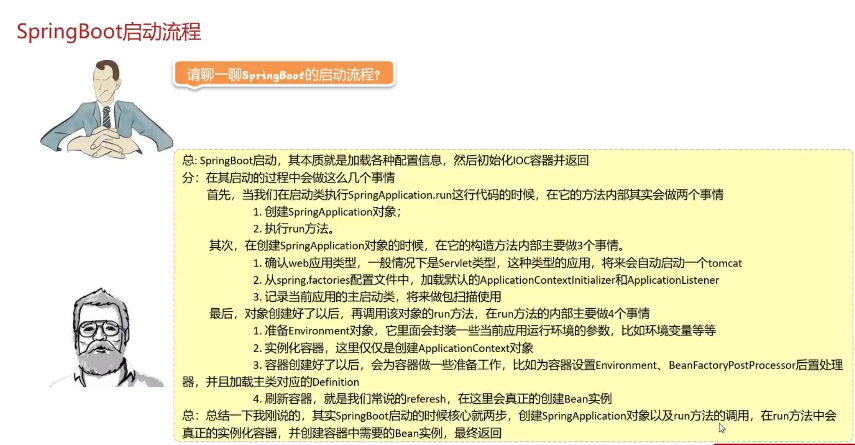 SpringBoot启动流程
请聊一聊SpringBoot的启动流程?
总: SpringBoot启动，其本质就是加载各种配置信息，然后初始化IOC容器并返回
分：在其启动的过程中会做这么几个事情
首先，当我们在启动类执行SpringApplication.run这行代码的时候，在它的方法内部其实会做两个事情
1. 创建SpringApplication对象；
2. 执行run方法。
其次，在创建SpringApplication对象的时候，在它的构造方法内部主要做3个事情。
1. 确认web应用类型，一般情况下是Servlet类型，这种类型的应用，将来会自动启动一个tomcat
2. 从spring.factories配置文件中，加载默认的ApplicationContextInitializer和ApplicationListener
3. 记录当前应用的主启动类，将来做包扫描使用
最后，对象创建好了以后，再调用该对象的run方法，在run方法的内部主要做4个事情
1. 准备Environment对象，它里面会封装一些当前应用运行环境的参数，比如环境变量等等
2. 实例化容器，这里仅仅是创建ApplicationContext对象
3. 容器创建好了以后，会为容器做一些准备工作，比如为容器设置Environment、BeanFactoryPostProcessor后置处理
器，并且加载主类对应的Definition
4. 刷新容器，就是我们常说的referesh，在这里会真正的创建Bean实例
总：总结一下我刚说的，其实SpringBoot启动的时候核心就两步，创建SpringApplication对象以及run方法的调用，在run方法中会
真正的实例化容器，并创建容器中需要的Bean实例，最终返回